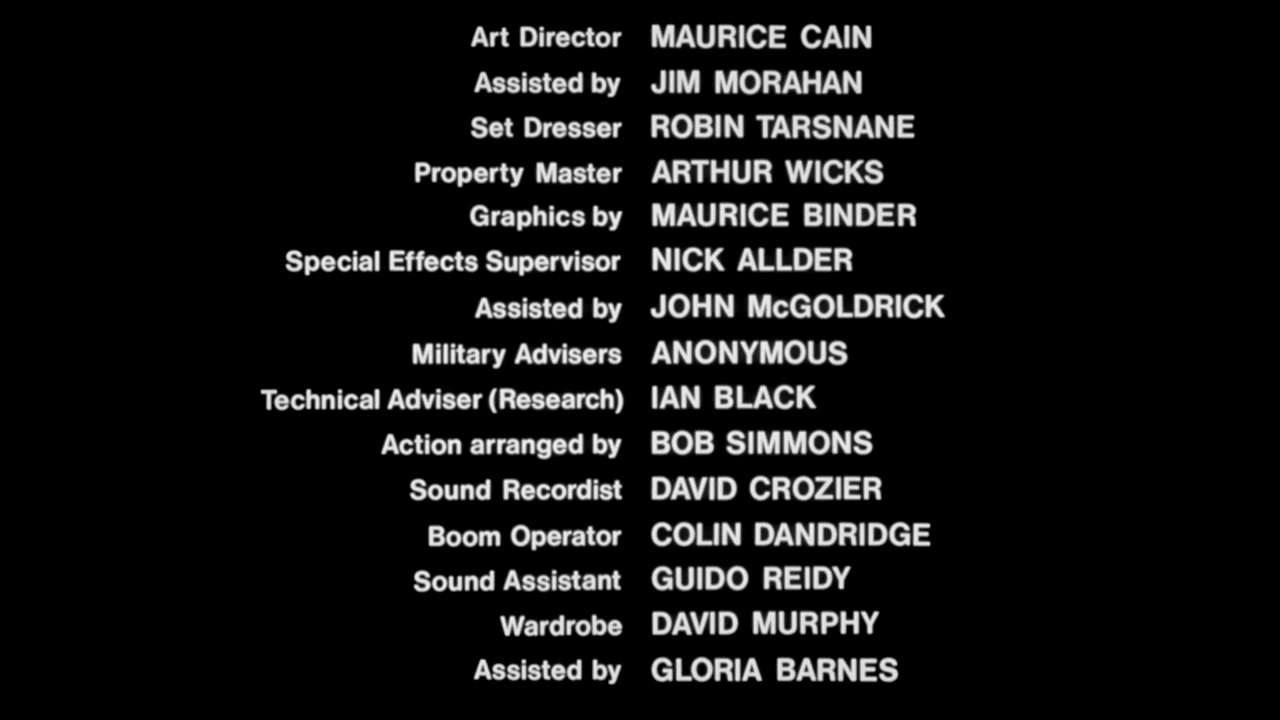 Art Director MAURICE CAIN
Assisted by JIM MORAHAN
Set Dresser ROBIN TARSNANE
Property Master ARTHUR WICKS
Graphics by MAURICE BINDER
Special Effects Supervisor NICK ALLDER
Assisted by JOHN McGOLDRICK
Military Advisers ANONYMOUS
Technical Adviser (Research) IAN BLACK
Action arranged by BOB SIMMONS
Sound Recordist DAVID CROZIER
Boom Operator COLIN DANDRIDGE
Sound Assistant GUIDO REIDY
Wardrobe DAVID MURPHY
Assisted by GLORIA BARNES